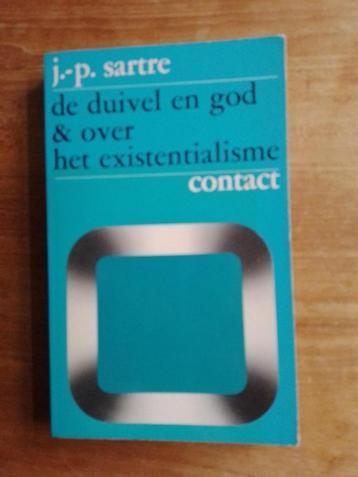 j.-p. sartre
de duivel en god
& over
het existentialisme
contact